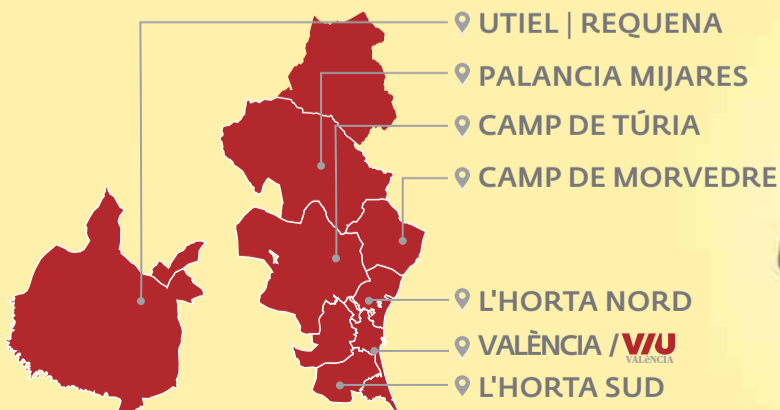 UTIEL | REQUENA
PALANCIA MIJARES
CAMP DE TÚRIA
CAMP DE MORVEDRE
L'HORTA NORD
VALÈNCIA / VIU VALÈNCIA
L'HORTA SUD